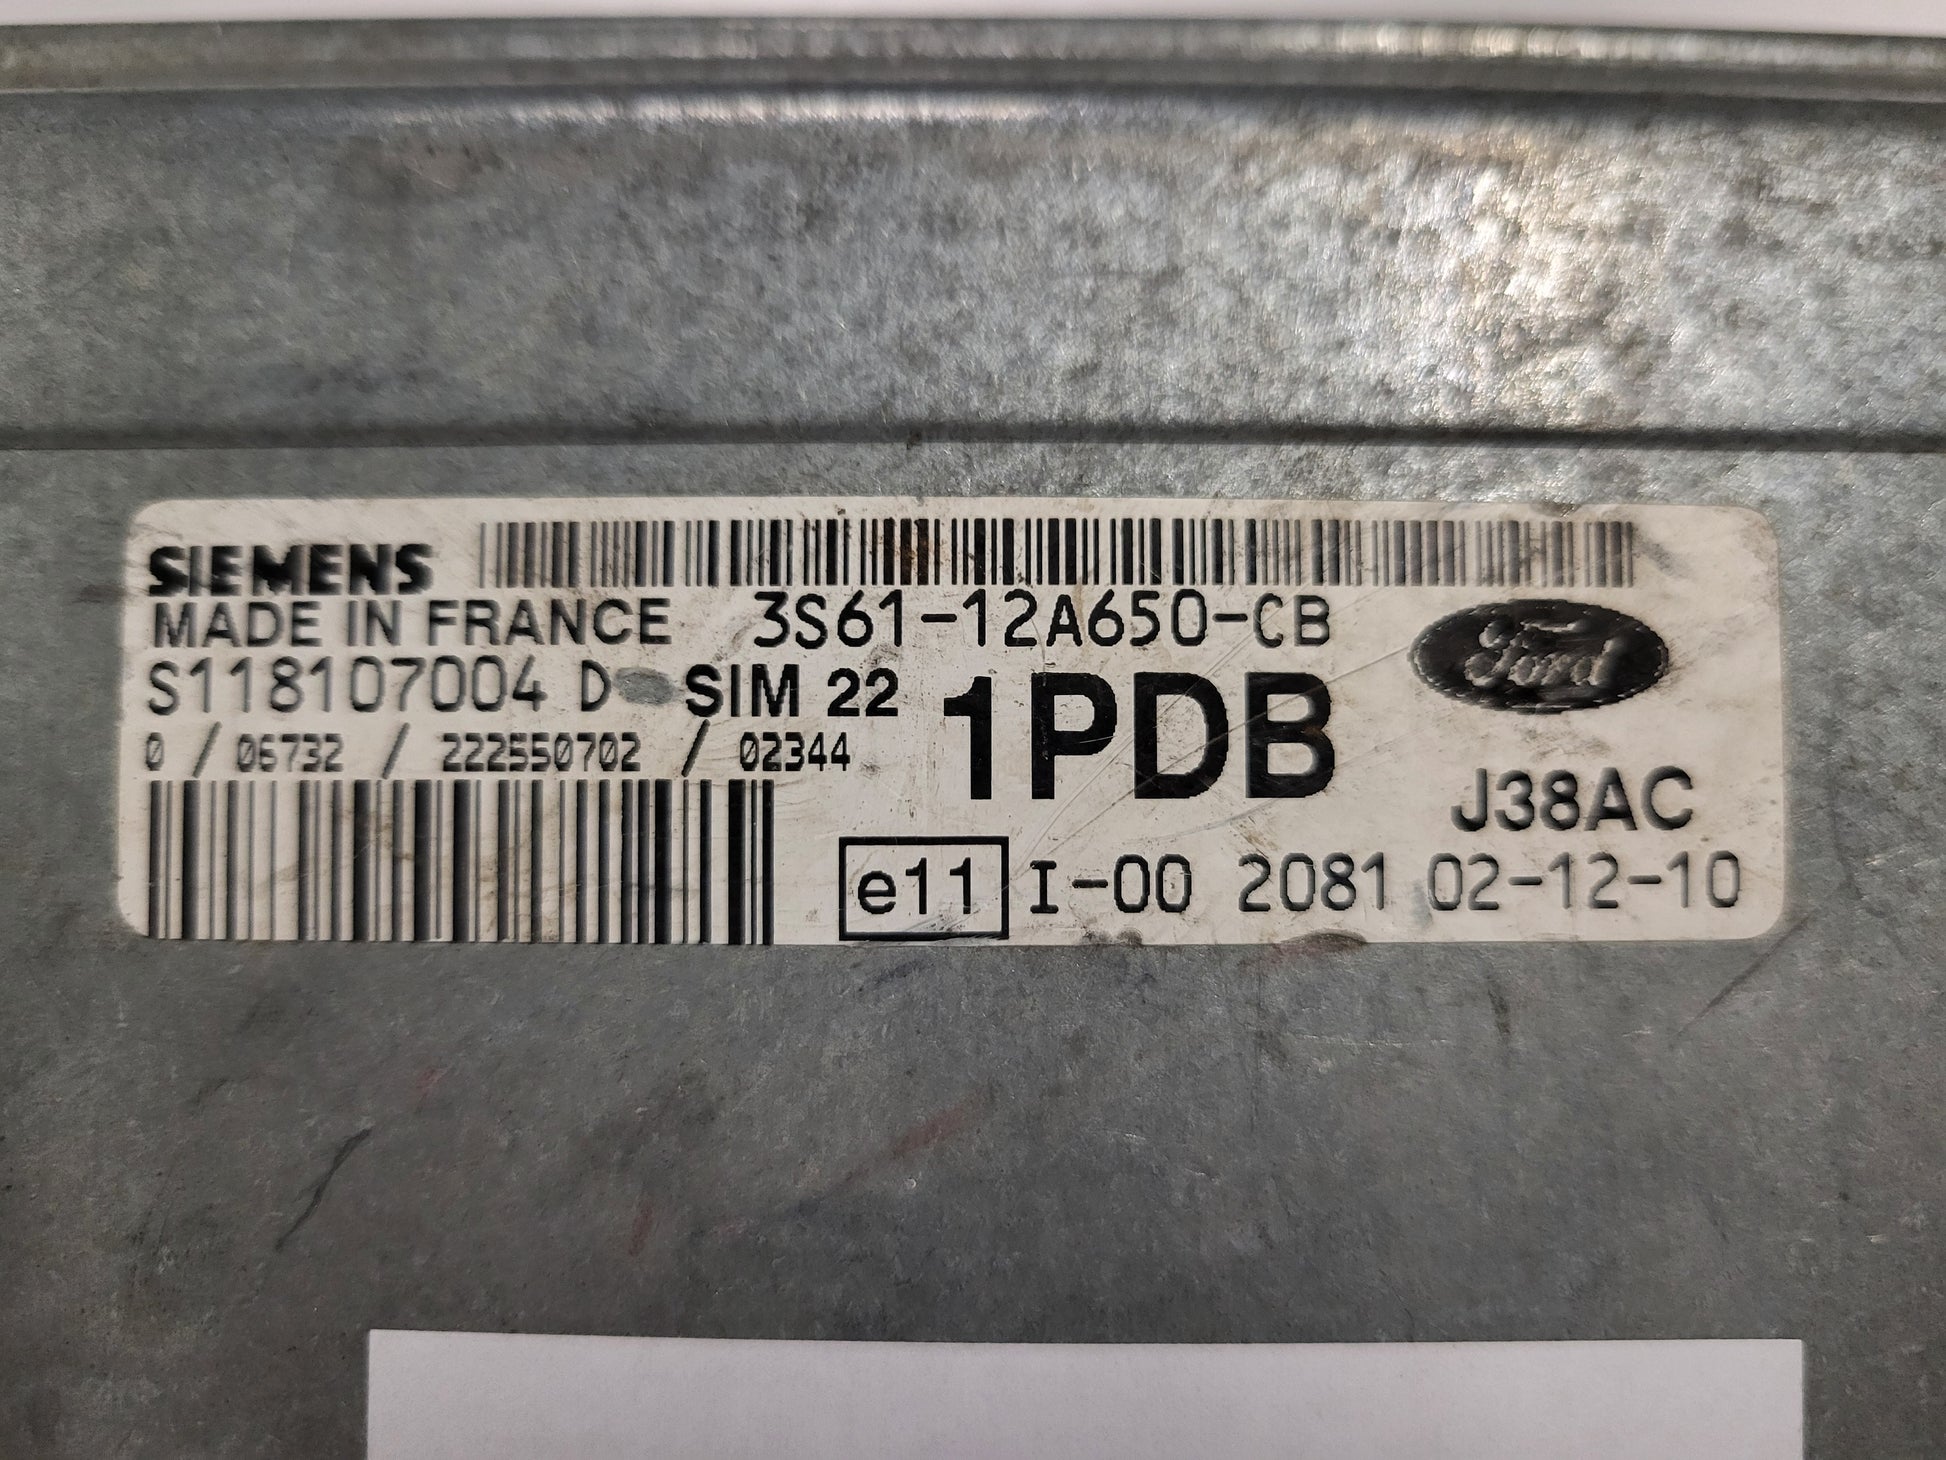 SIEMENS
MADE IN FRANCE 3S61-12A650-CB
Ford
S118107004 D SIM 22 1PDB
0 / 06732 / 222550702 / 02344
J38AC
e11 I-00 2081 02-12-10